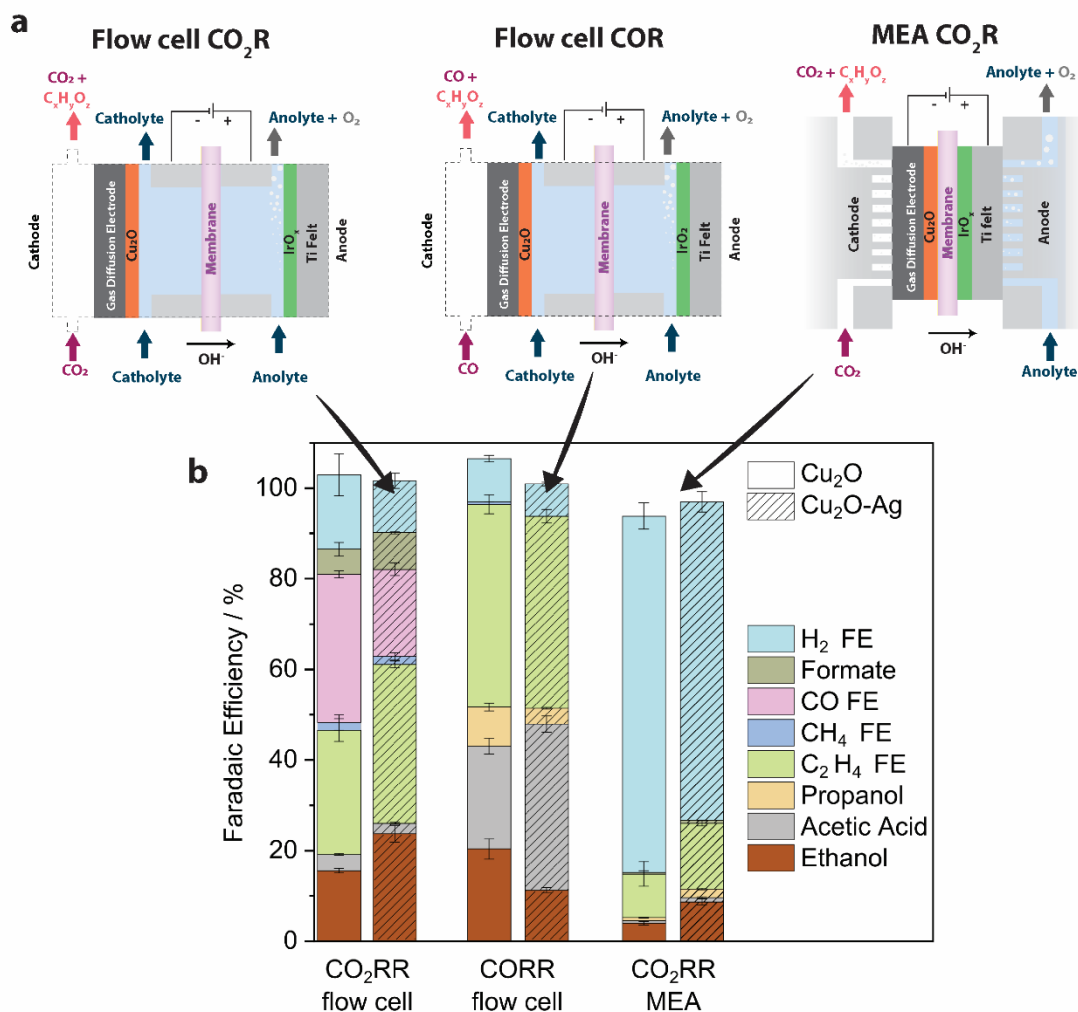 a
Flow cell CO₂R
Flow cell COR
MEA CO₂R
CO₂ +
CₓHᵧO_z
Catholyte
Anolyte + O₂
- +
Cathode
Gas Diffusion Electrode
Cu₂O
Membrane
IrOₓ
Ti Felt
Anode
CO₂
Catholyte
OH⁻
Anolyte
CO +
CₓHᵧO_z
Catholyte
Anolyte + O₂
- +
Cathode
Gas Diffusion Electrode
Cu₂O
Membrane
IrO₂
Ti Felt
Anode
CO
Catholyte
OH⁻
Anolyte
CO₂ + CₓHᵧO_z
Anolyte + O₂
- +
Cathode
Gas Diffusion Electrode
Cu₂O
Membrane
IrOₓ
Ti felt
Anode
CO₂
OH⁻
Anolyte
b
Faradaic Efficiency / %
100
80
60
40
20
0
Cu₂O
Cu₂O-Ag
H₂ FE
Formate
CO FE
CH₄ FE
C₂H₄ FE
Propanol
Acetic Acid
Ethanol
CO₂RR
flow cell
CORR
flow cell
CO₂RR
MEA